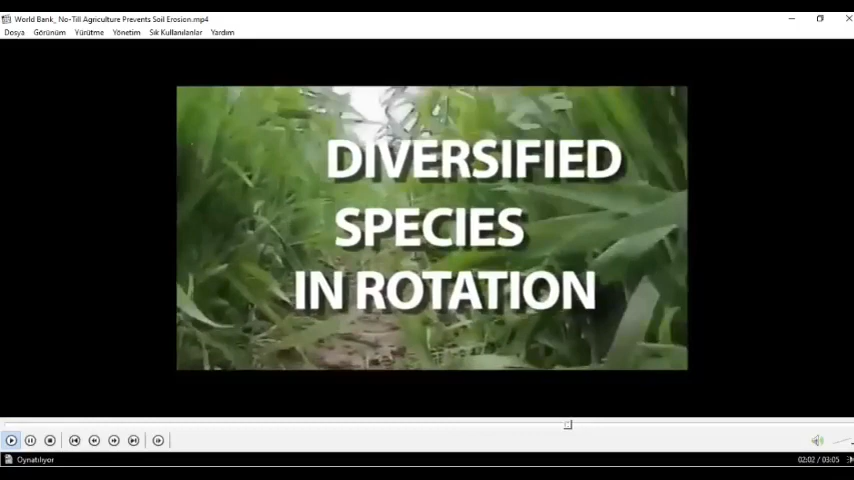 World Bank_ No-Till Agriculture Prevents Soil Erosion.mp4
Dosya Görünüm Yürütme Yönetim Sık Kullanılanlar Yardım
DIVERSIFIED
SPECIES
IN ROTATION
Oynatılıyor 02:02 / 03:05